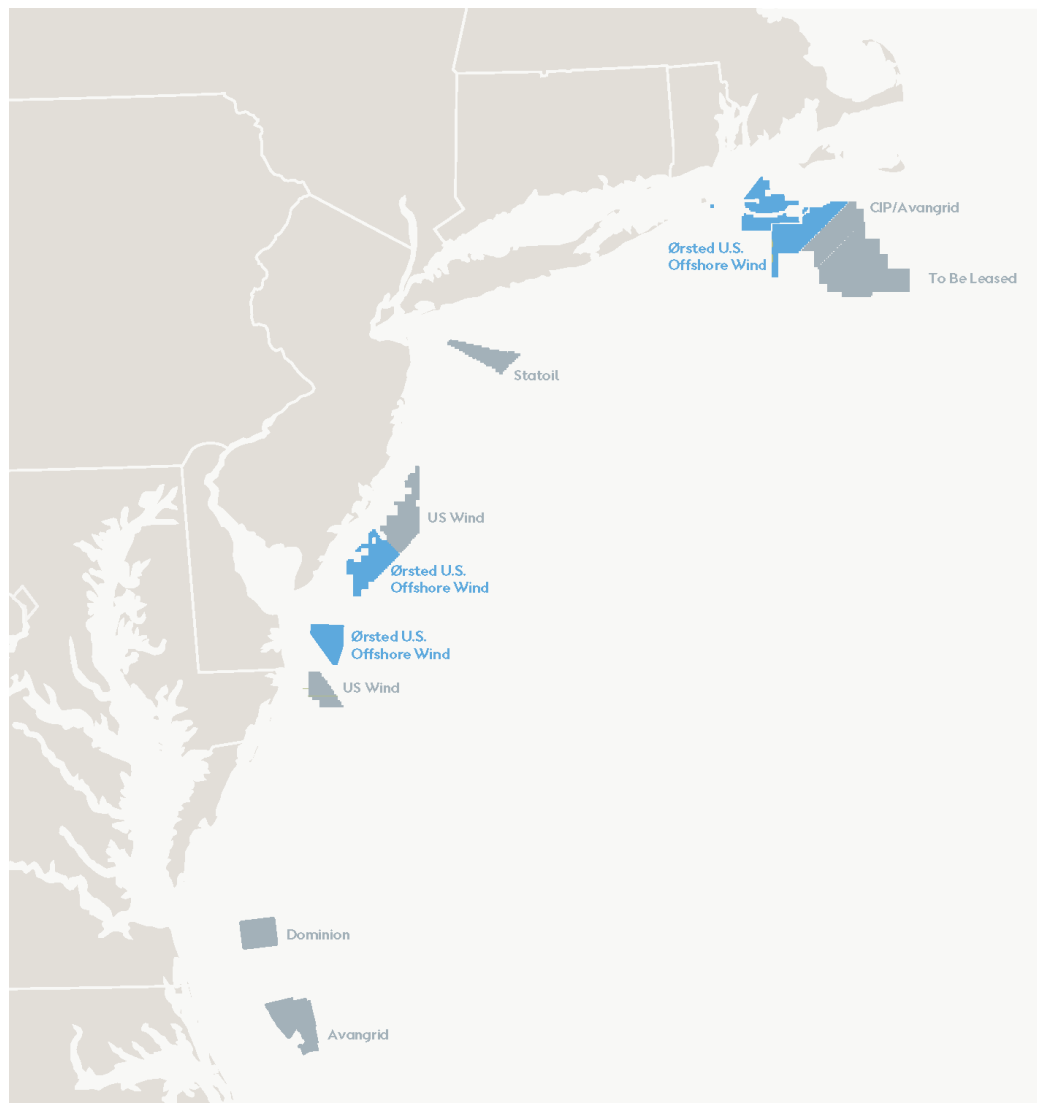 CIP/Avangrid
Ørsted U.S.
Offshore Wind
To Be Leased
Statoil
US Wind
Ørsted U.S.
Offshore Wind
Ørsted U.S.
Offshore Wind
US Wind
Dominion
Avangrid